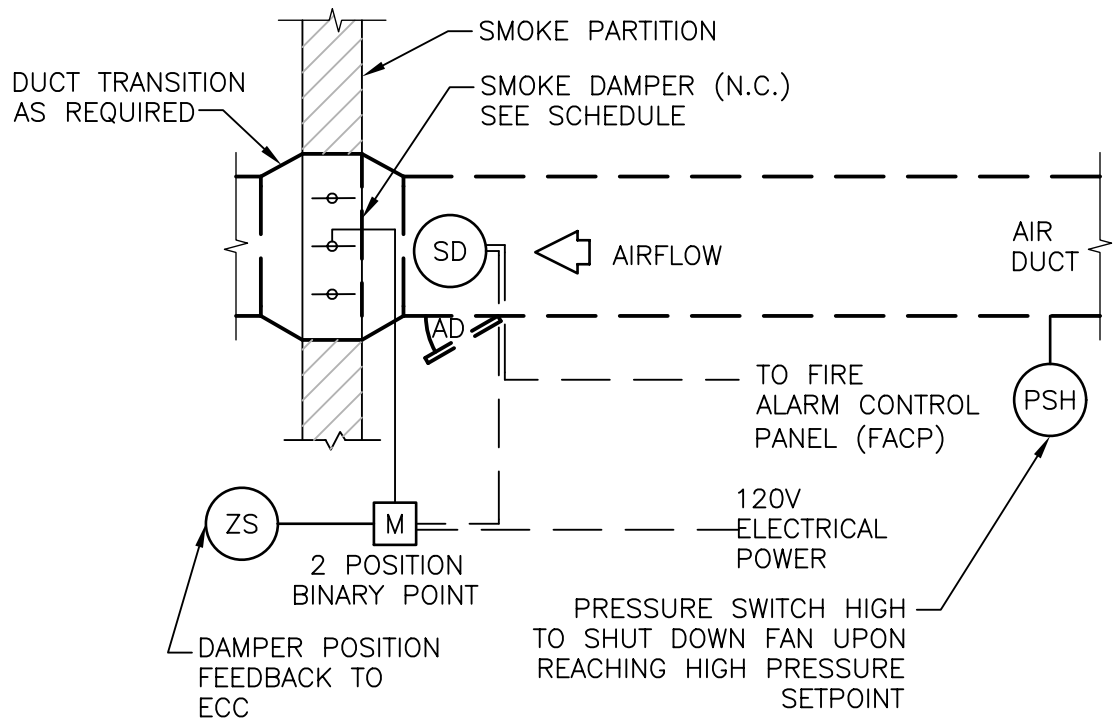 SMOKE PARTITION
DUCT TRANSITION
AS REQUIRED
SMOKE DAMPER (N.C.)
SEE SCHEDULE
SD
AIRFLOW
AIR
DUCT
AD
TO FIRE
ALARM CONTROL
PANEL (FACP)
PSH
ZS
M
120V
ELECTRICAL
POWER
2 POSITION
BINARY POINT
PRESSURE SWITCH HIGH
TO SHUT DOWN FAN UPON
REACHING HIGH PRESSURE
SETPOINT
DAMPER POSITION
FEEDBACK TO
ECC